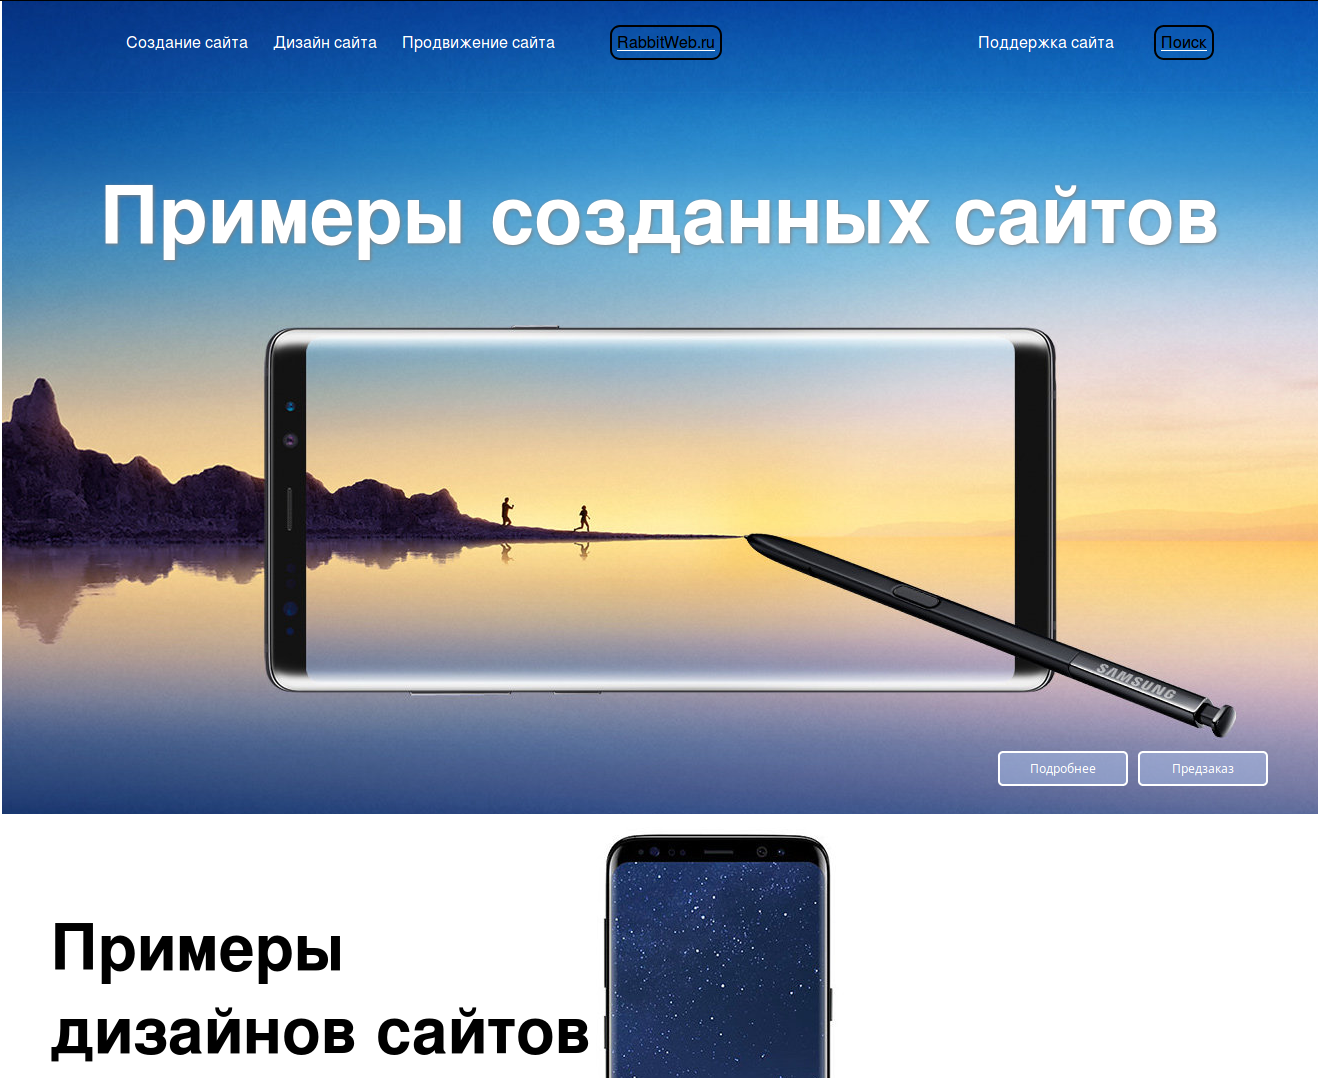 Создание сайта Дизайн сайта Продвижение сайта RabbitWeb.ru Поддержка сайта Поиск
Примеры созданных сайтов
SAMSUNG
Подробнее Предзаказ
Примеры
дизайнов сайтов